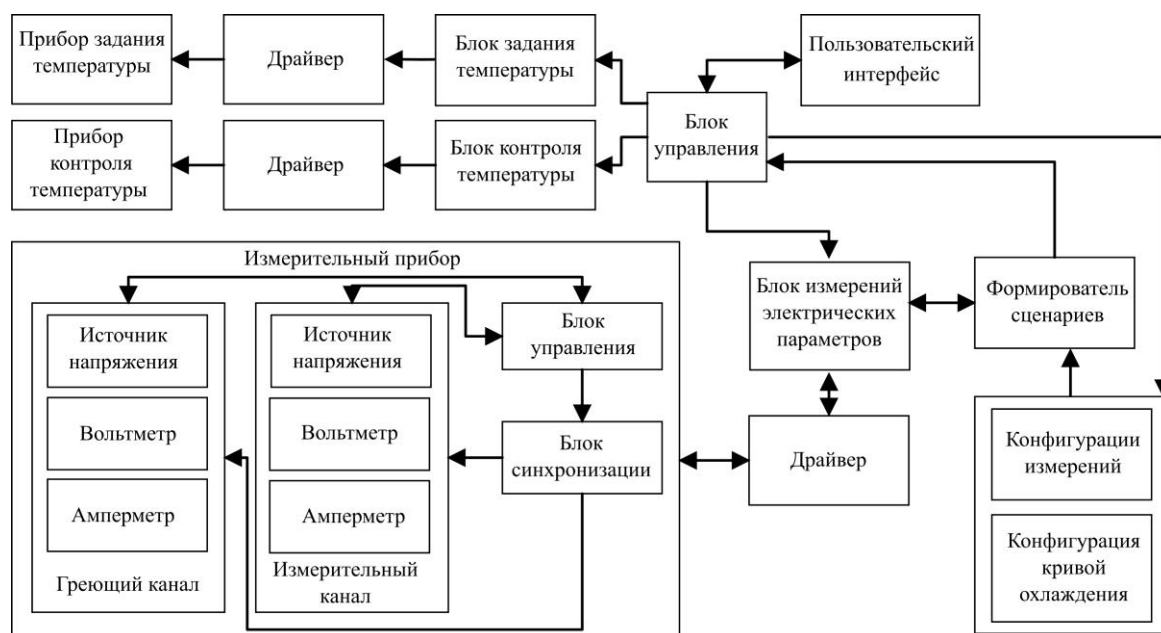 Прибор задания
температуры
Драйвер
Блок задания
температуры
Пользовательский
интерфейс
Прибор
контроля
температуры
Драйвер
Блок контроля
температуры
Блок
управления
Измерительный прибор
Источник
напряжения
Вольтметр
Амперметр
Греющий канал
Источник
напряжения
Вольтметр
Амперметр
Измерительный
канал
Блок
управления
Блок
синхронизации
Блок измерений
электрических
параметров
Драйвер
Формирователь
сценариев
Конфигурации
измерений
Конфигурация
кривой
охлаждения